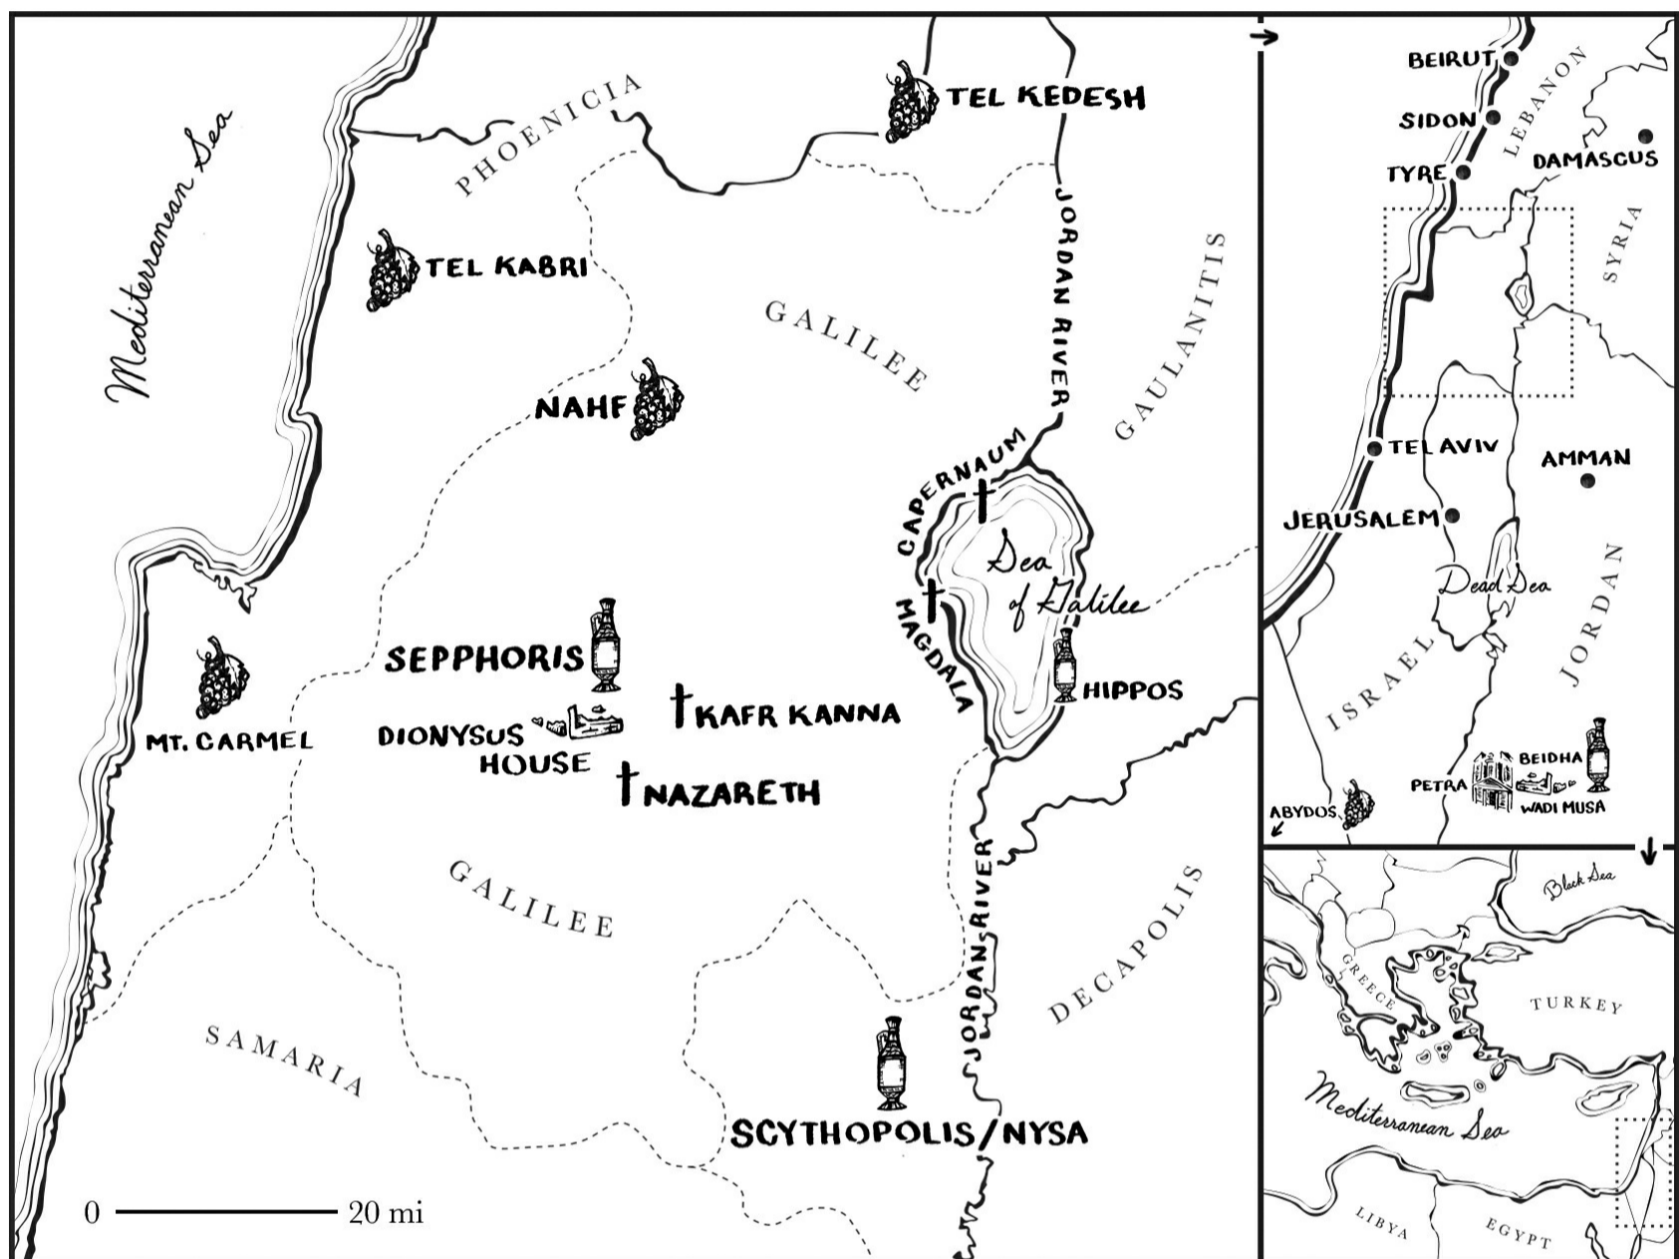 Mediterranean Sea
PHOENICIA
TEL KEDESH
TEL KABRI
GALILEE
JORDAN RIVER
GAULANITIS
NAHF
CAPERNAUM
Sea
of Galilee
MAGDALA
SEPPHORIS
HIPPOS
KAFR KANNA
DIONYSUS
HOUSE
MT. CARMEL
NAZARETH
GALILEE
JORDAN RIVER
DECAPOLIS
JORDAN
SAMARIA
SCYTHOPOLIS/NYSA
0 20 mi
BEIRUT
SIDON
LEBANON
DAMASCUS
TYRE
SYRIA
TEL AVIV
AMMAN
JERUSALEM
Dead Sea
ISRAEL
JORDAN
BEIDHA
PETRA
WADI MUSA
ABYDOS
Black Sea
GREECE
TURKEY
Mediterranean Sea
LIBYA
EGYPT